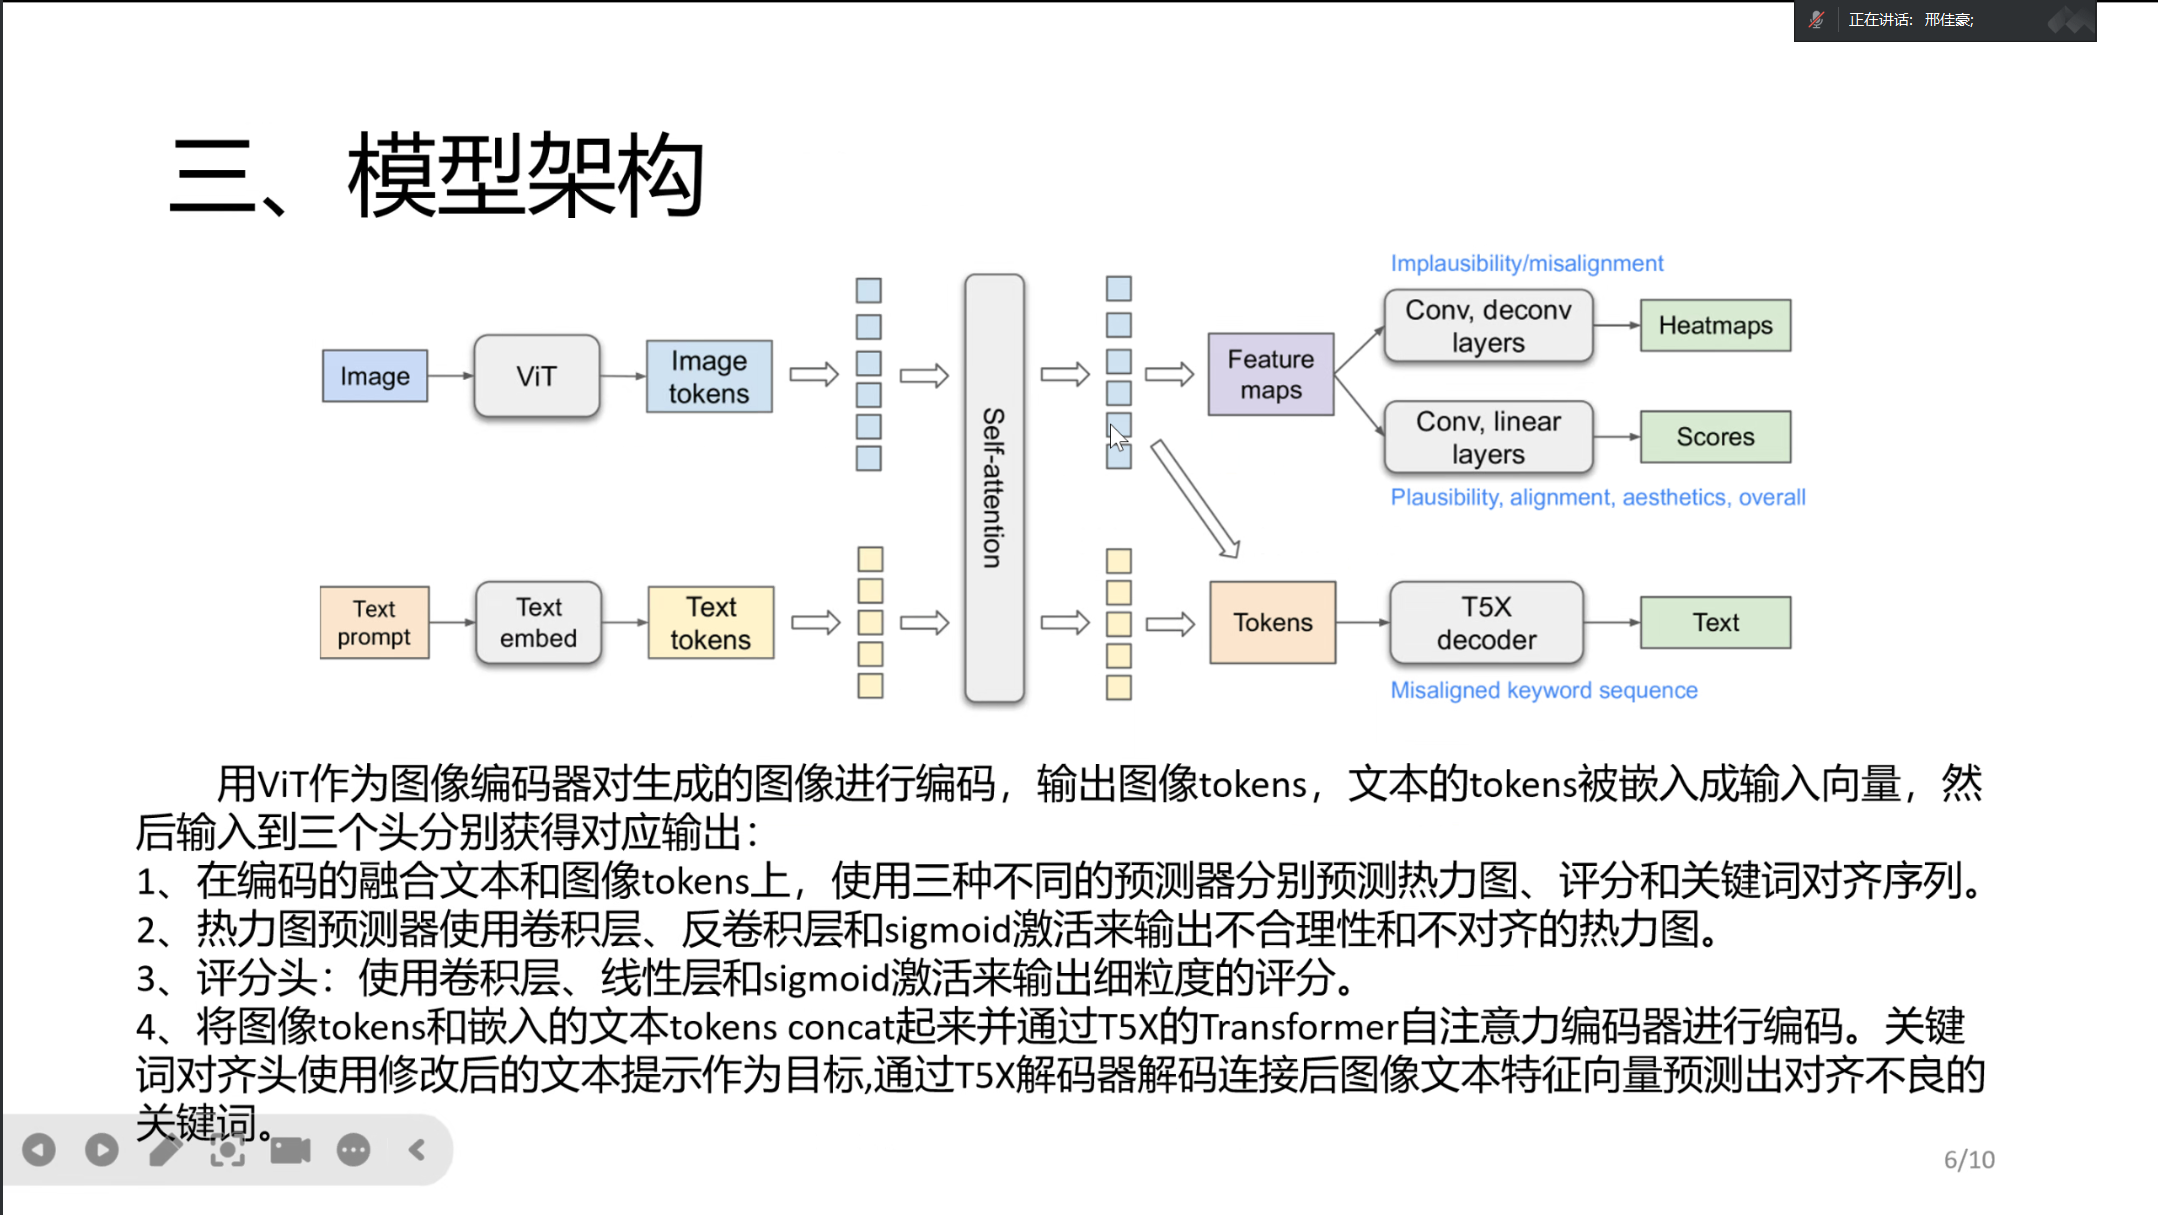 正在讲话: 邢佳豪;
三、模型架构
Implausibility/misalignment
Image
ViT
Image
tokens
Self-attention
Feature
maps
Conv, deconv
layers
Heatmaps
Conv, linear
layers
Scores
Plausibility, alignment, aesthetics, overall
Text
prompt
Text
embed
Text
tokens
Tokens
T5X
decoder
Text
Misaligned keyword sequence
用ViT作为图像编码器对生成的图像进行编码，输出图像tokens，文本的tokens被嵌入成输入向量，然
后输入到三个头分别获得对应输出：
1、在编码的融合文本和图像tokens上，使用三种不同的预测器分别预测热力图、评分和关键词对齐序列。
2、热力图预测器使用卷积层、反卷积层和sigmoid激活来输出不合理性和不对齐的热力图。
3、评分头：使用卷积层、线性层和sigmoid激活来输出细粒度的评分。
4、将图像tokens和嵌入的文本tokens concat起来并通过T5X的Transformer自注意力编码器进行编码。关键
词对齐头使用修改后的文本提示作为目标,通过T5X解码器解码连接后图像文本特征向量预测出对齐不良的
关键词。
6/10